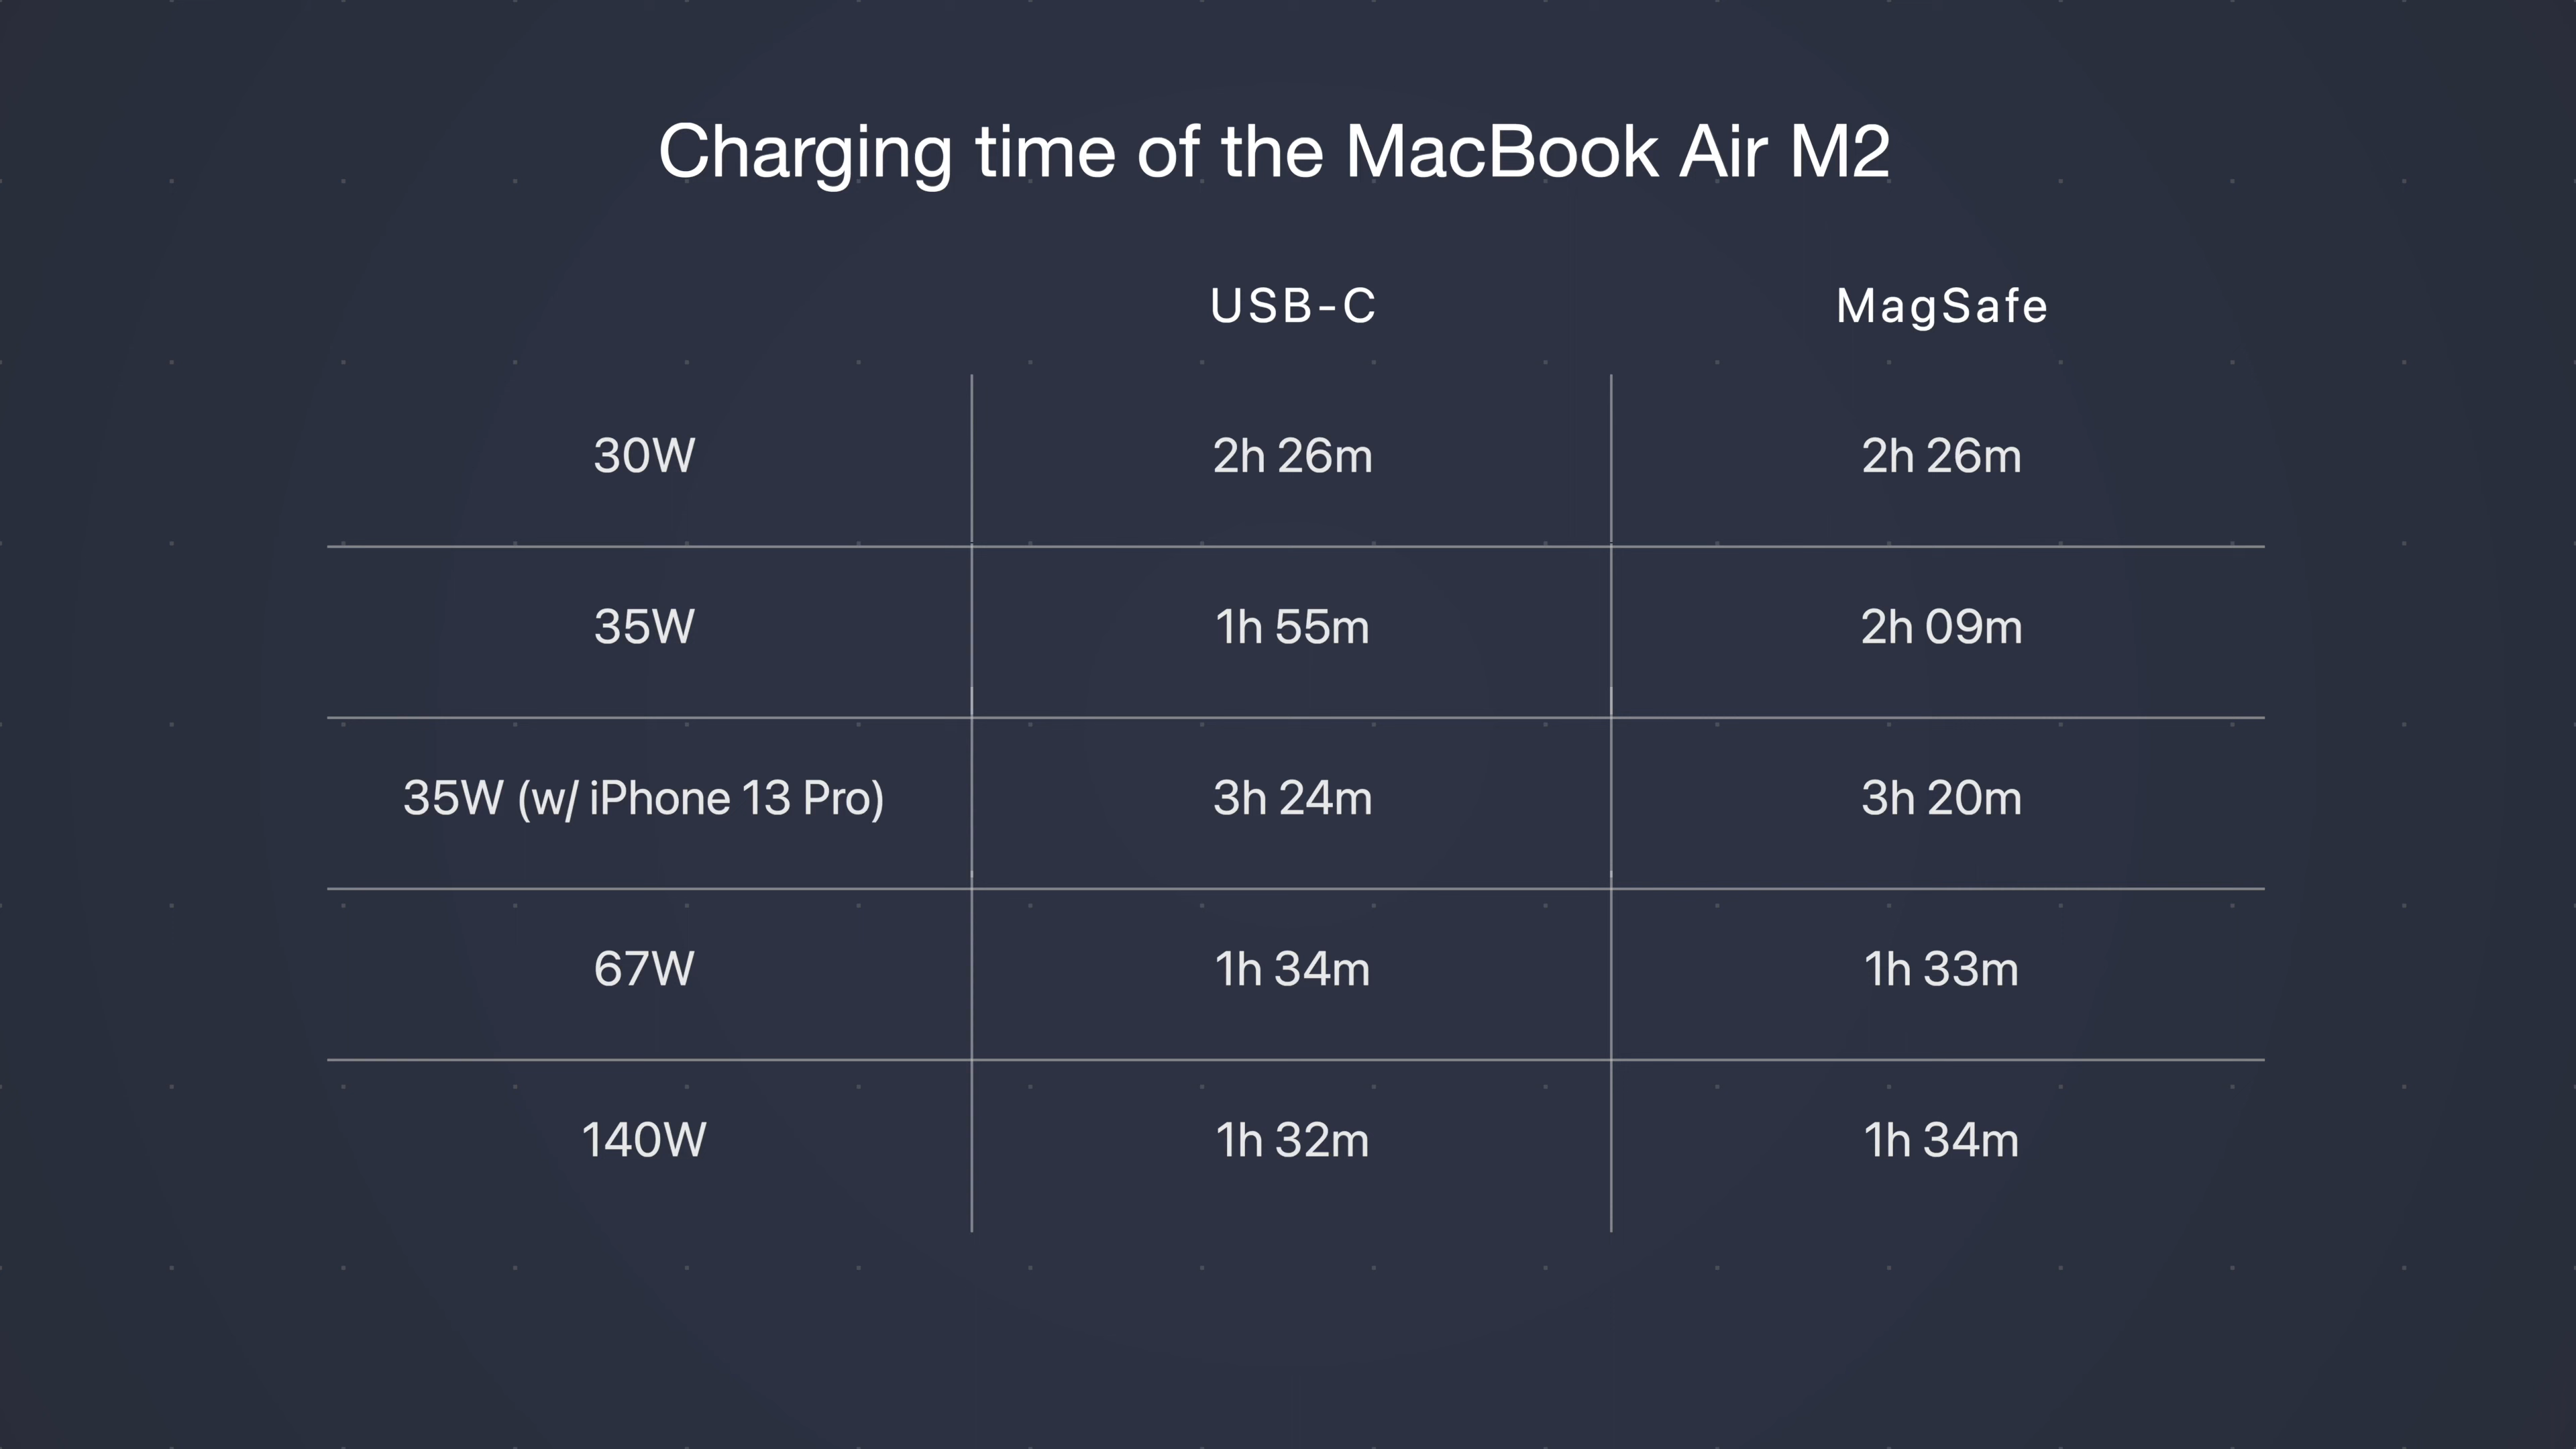 Charging time of the MacBook Air M2
USB-C MagSafe
30W 2h 26m 2h 26m
35W 1h 55m 2h 09m
35W (w/ iPhone 13 Pro) 3h 24m 3h 20m
67W 1h 34m 1h 33m
140W 1h 32m 1h 34m